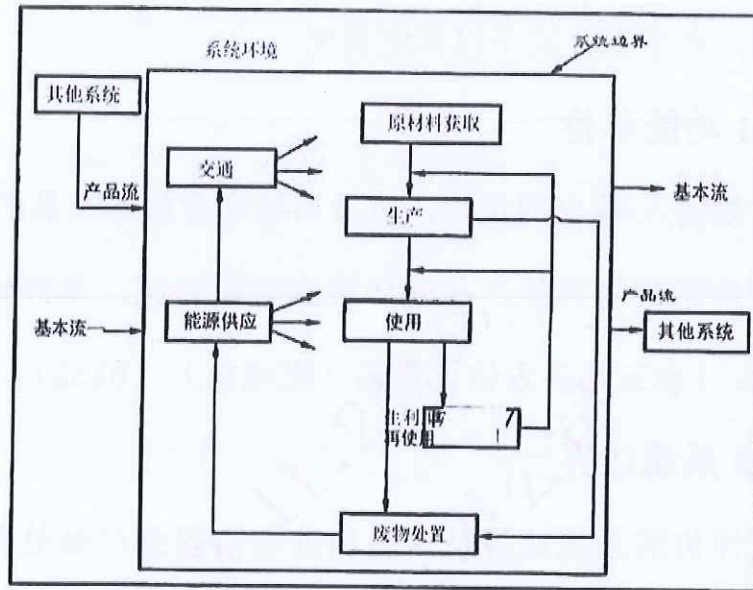 系统环境
系统边界
其他系统
原材料获取
交通
产品流
基本流
生产
产品流
基本流
能源供应
使用
其他系统
生利
再使用
废物处置